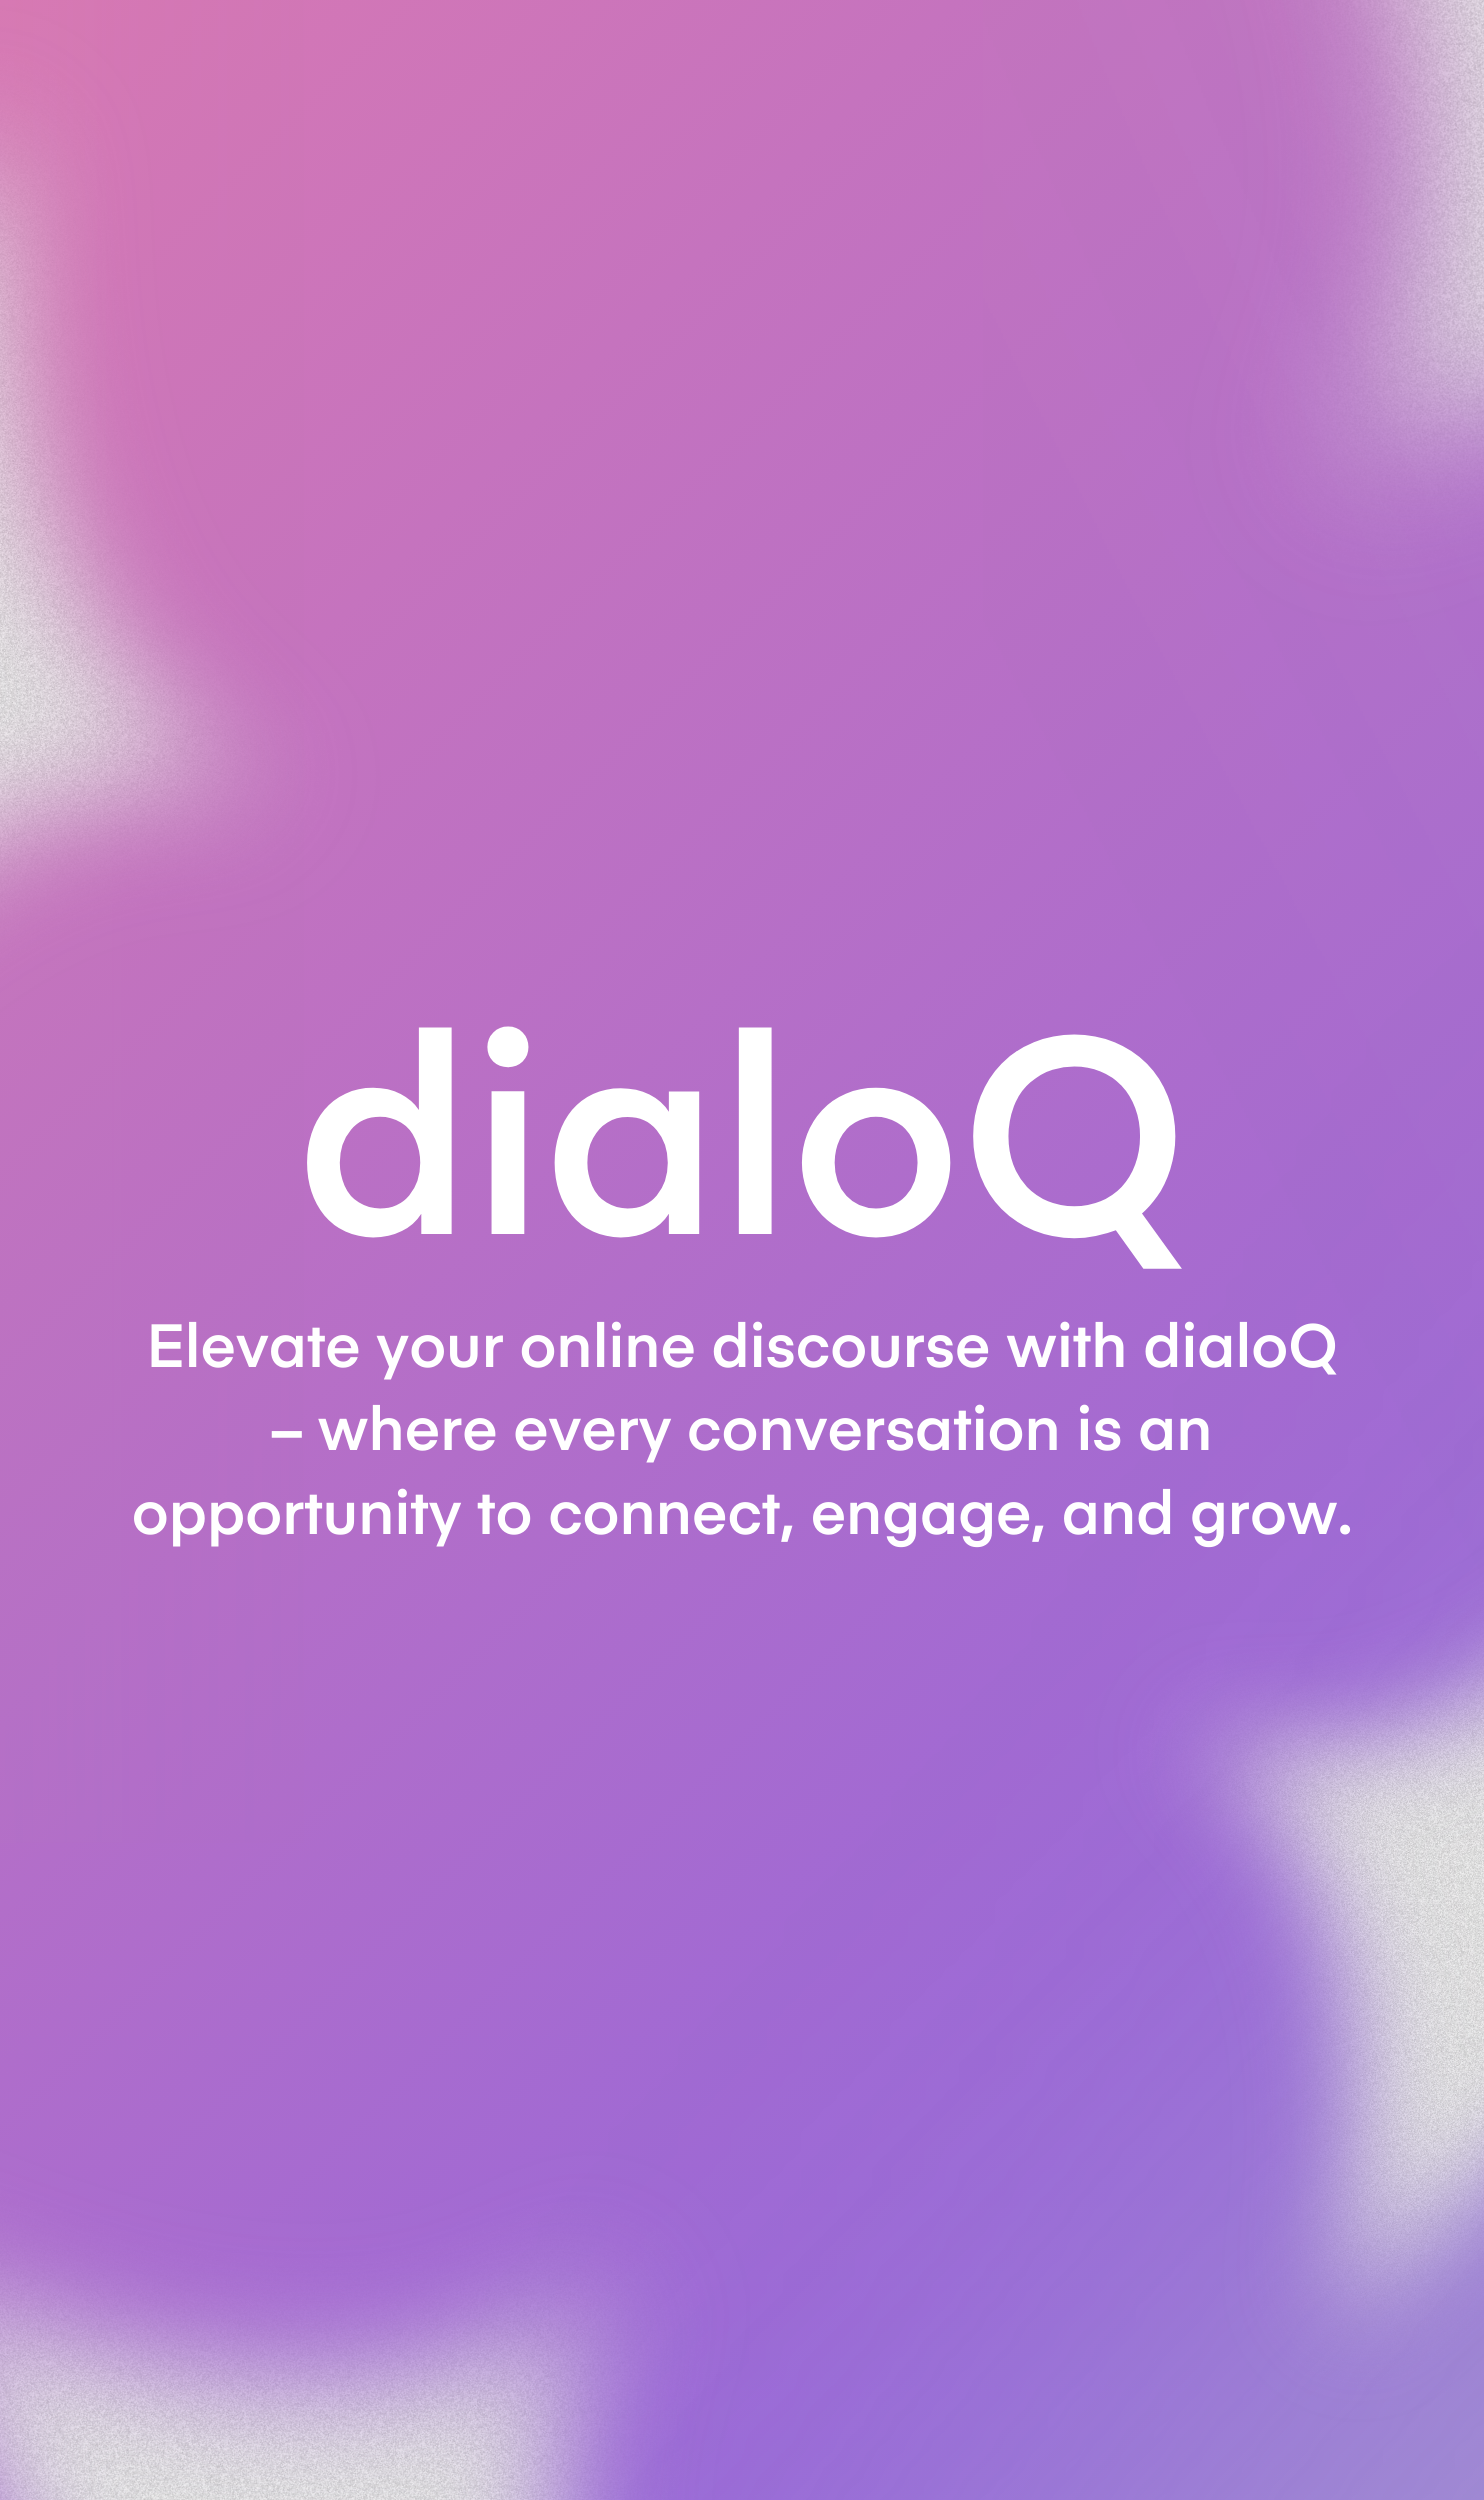 dialoQ
Elevate your online discourse with dialoQ
– where every conversation is an
opportunity to connect, engage, and grow.